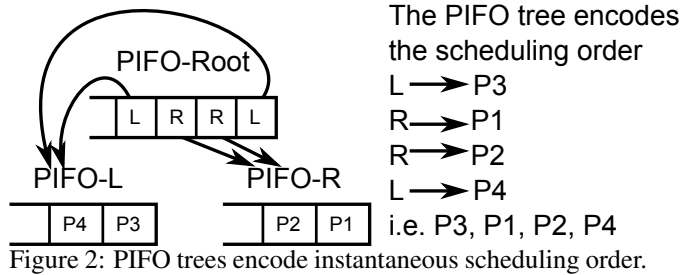 PIFO-Root
L R R L
PIFO-L PIFO-R
P4 P3 P2 P1
The PIFO tree encodes
the scheduling order
L P3
R P1
R P2
L P4
i.e. P3, P1, P2, P4
Figure 2: PIFO trees encode instantaneous scheduling order.